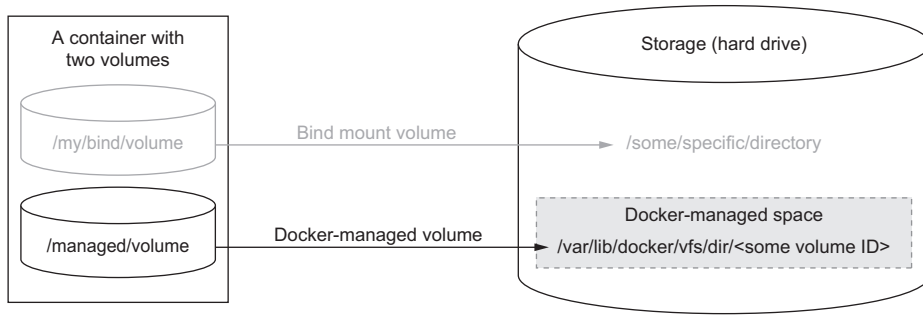 A container with
two volumes
Storage (hard drive)
/my/bind/volume
Bind mount volume
/some/specific/directory
Docker-managed space
/managed/volume
Docker-managed volume
/var/lib/docker/vfs/dir/<some volume ID>